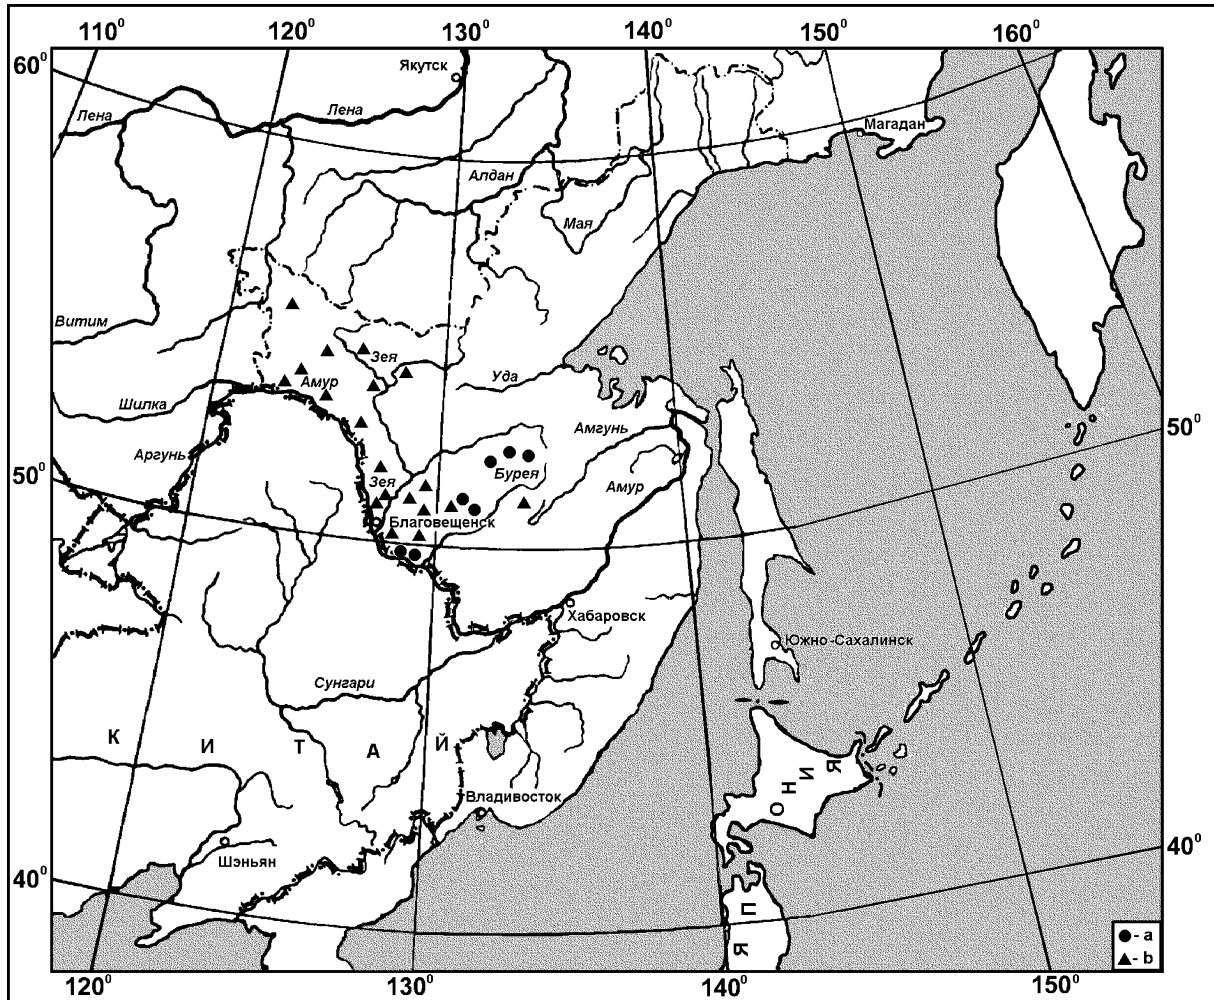 110⁰ 120⁰ 130⁰ 140⁰ 150⁰ 160⁰
60⁰
Якутск
Лена
Лена
Магадан
Алдан
Мая
Витим
Зея
Уда
Амур
Шилка
50⁰
Амгунь
Аргунь
50⁰
Бурея
Зея
Амур
Благовещенск
Хабаровск
Южно-Сахалинск
Сунгари
К И Т А Й
Я П О Н И Я
Владивосток
40⁰
Шэньян
40⁰
- a
- b
120⁰ 130⁰ 140⁰ 150⁰